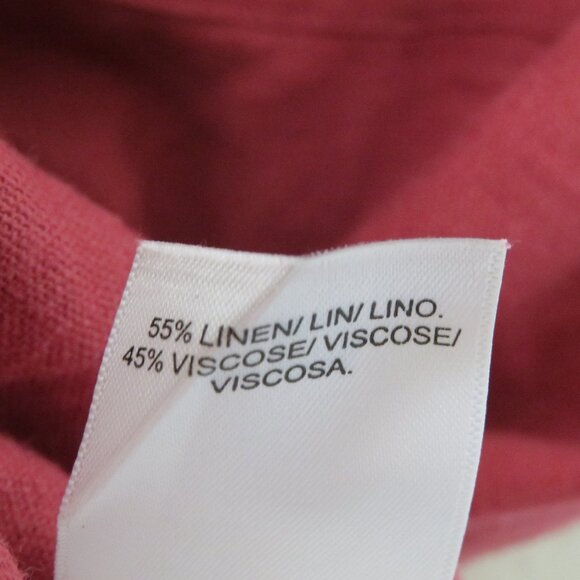 55% LINEN/ LIN/ LINO.
45% VISCOSE/ VISCOSE/
VISCOSA.